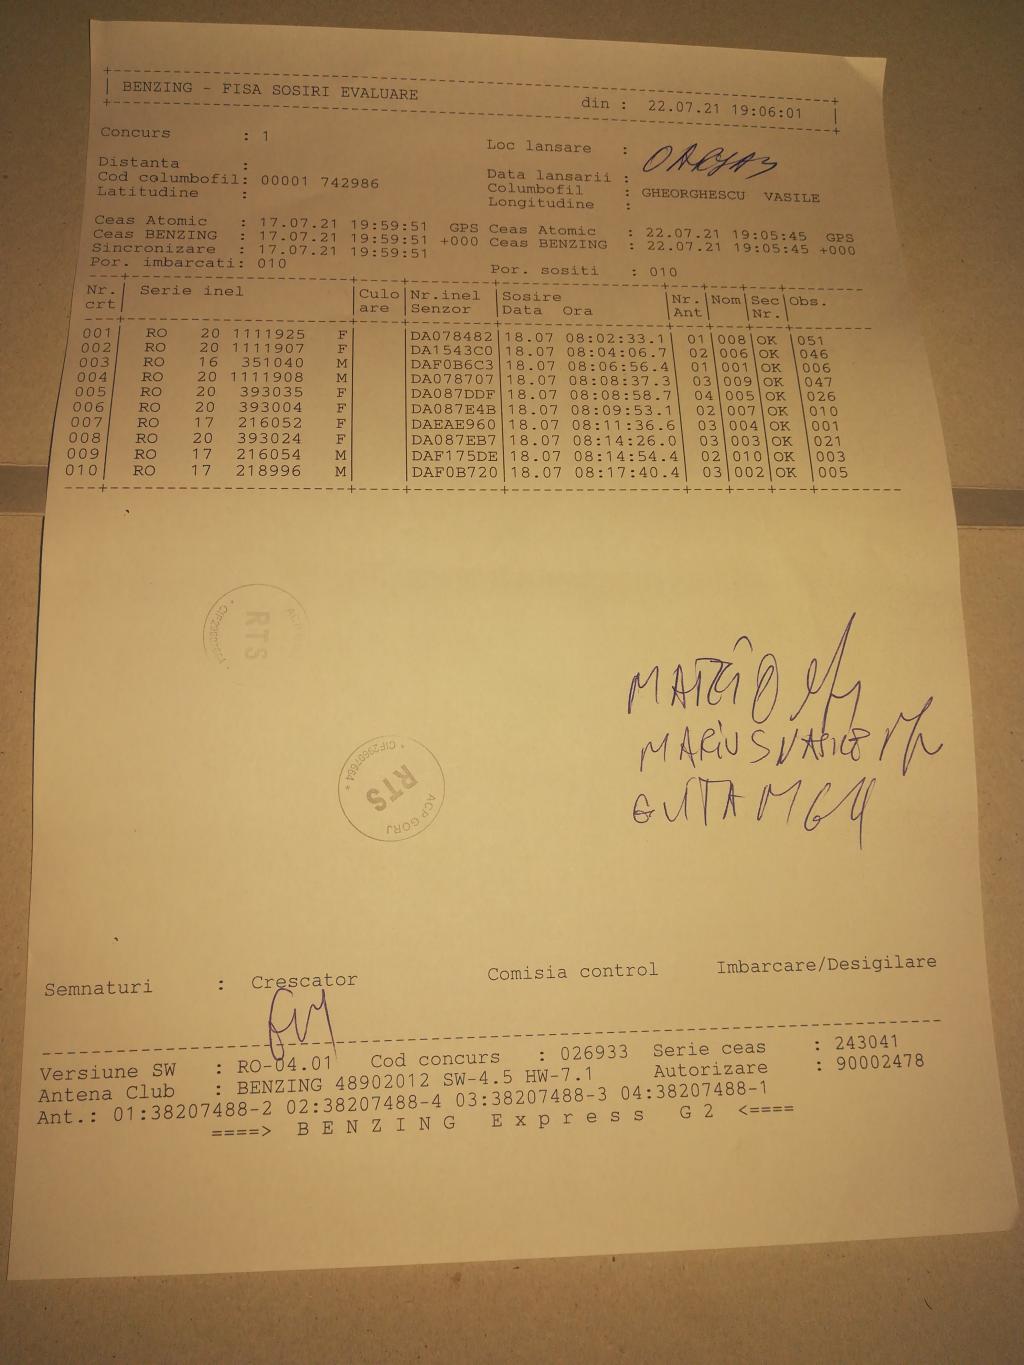 BENZING - FISA SOSIRI EVALUARE din : 22.07.21 19:06:01
Concurs : 1
Loc lansare :
Distanta :
Data lansarii :
Cod columbofil: 00001 742986
Columbofil : GHEORGHESCU VASILE
Latitudine :
Longitudine :
Ceas Atomic : 17.07.21 19:59:51 GPS Ceas Atomic : 22.07.21 19:05:45 GPS
Ceas BENZING : 17.07.21 19:59:51 +000 Ceas BENZING : 22.07.21 19:05:45 +000
Sincronizare : 17.07.21 19:59:51
Por. imbarcati: 010
Por. sositi : 010
Nr. Serie inel Culo Nr.inel Sosire Nr. Nom Sec Obs.
crt are Senzor Data Ora Ant Nr.
001 RO 20 1111925 F DA078482 18.07 08:02:33.1 01 008 OK 051
002 RO 20 1111907 F DA1543C0 18.07 08:04:06.7 02 006 OK 046
003 RO 16 351040 M DAF0B6C3 18.07 08:06:56.4 01 001 OK 006
004 RO 20 1111908 M DA078707 18.07 08:08:37.3 03 009 OK 047
005 RO 20 393035 F DA087DDF 18.07 08:08:58.7 04 005 OK 026
006 RO 20 393004 F DA087E4B 18.07 08:09:53.1 02 007 OK 010
007 RO 17 216052 F DAEAE960 18.07 08:11:36.6 03 004 OK 001
008 RO 20 393024 F DA087EB7 18.07 08:14:26.0 03 003 OK 021
009 RO 17 216054 M DAF175DE 18.07 08:14:54.4 02 010 OK 003
010 RO 17 218996 M DAF0B720 18.07 08:17:40.4 03 002 OK 005
RTS
MARIUS VASILE
ACP GORJ RTS * CIF29607664 *
Semnaturi : Crescator Comisia control Imbarcare/Desigilare
Versiune SW : RO-04.01 Cod concurs : 026933 Serie ceas : 243041
Antena Club : BENZING 48902012 SW-4.5 HW-7.1 Autorizare : 90002478
Ant.: 01:38207488-2 02:38207488-4 03:38207488-3 04:38207488-1
====> B E N Z I N G E x p r e s s G 2 <====